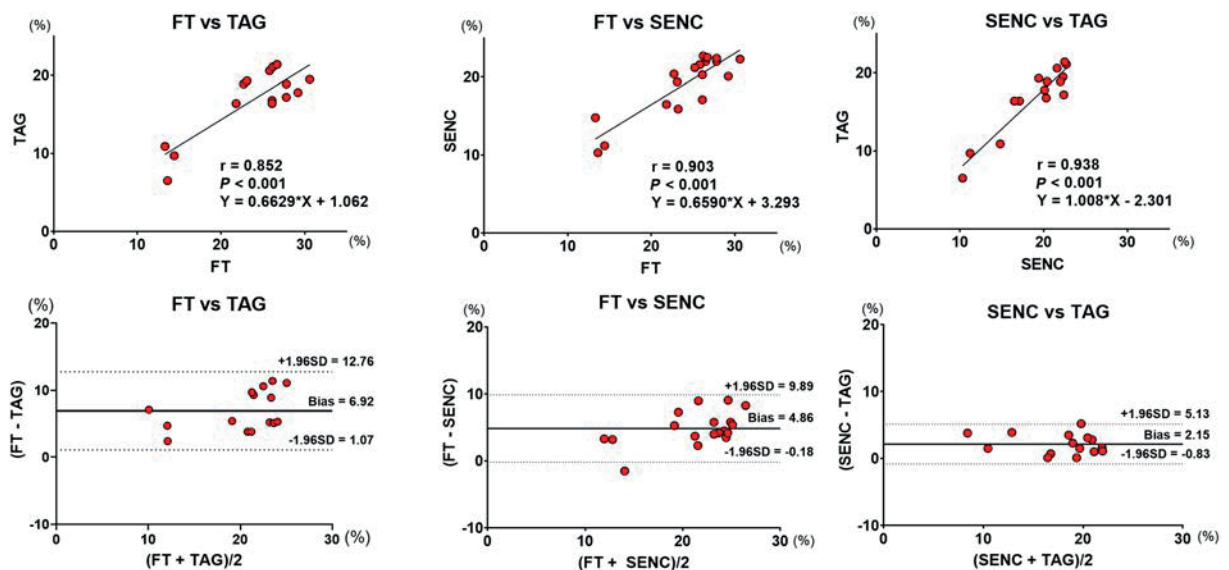 FT vs TAG
(%)
30
20
10
0
TAG
r = 0.852
P < 0.001
Y = 0.6629*X + 1.062
0
10
20
30
(%)
FT
FT vs SENC
(%)
30
20
10
0
SENC
r = 0.903
P < 0.001
Y = 0.6590*X + 3.293
0
10
20
30
(%)
FT
SENC vs TAG
(%)
30
20
10
0
TAG
r = 0.938
P < 0.001
Y = 1.008*X - 2.301
0
10
20
30
(%)
SENC
FT vs TAG
(%)
20
10
0
-10
(FT - TAG)
+1.96SD = 12.76
Bias = 6.92
-1.96SD = 1.07
0
10
20
30
(%)
(FT + TAG)/2
FT vs SENC
(%)
20
10
0
-10
(FT - SENC)
+1.96SD = 9.89
Bias = 4.86
-1.96SD = -0.18
0
10
20
30
(%)
(FT + SENC)/2
SENC vs TAG
(%)
20
10
0
-10
(SENC - TAG)
+1.96SD = 5.13
Bias = 2.15
-1.96SD = -0.83
0
10
20
30
(%)
(SENC + TAG)/2